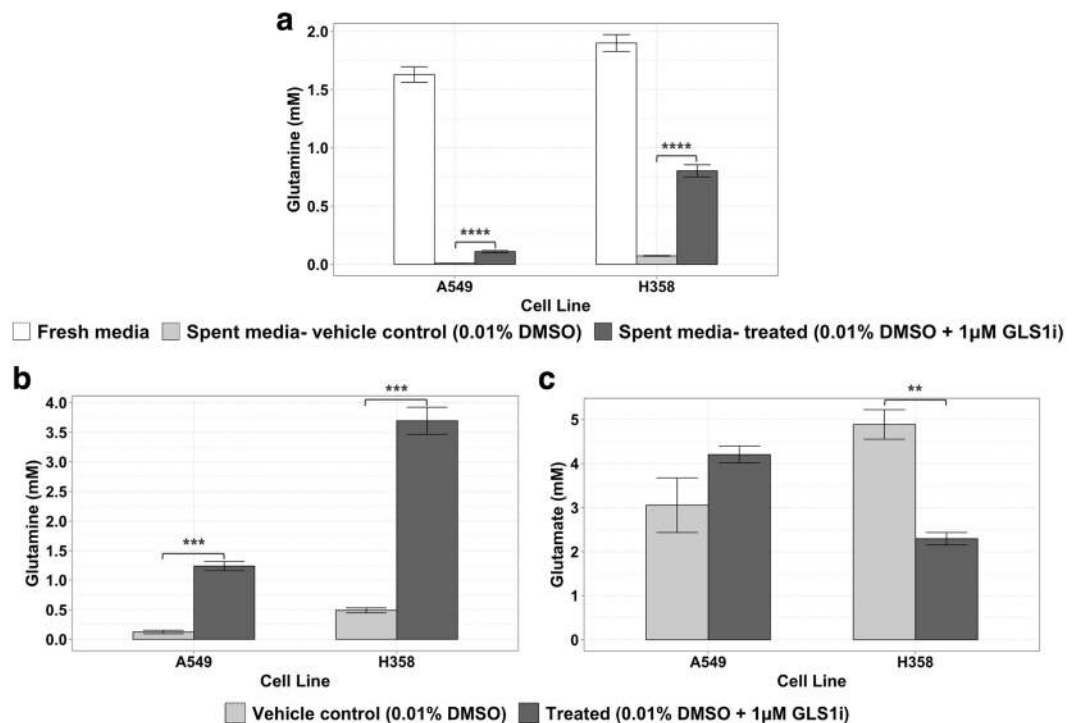 a
2.0
1.5
1.0
0.5
0.0
Glutamine (mM)
****
****
A549 H358
Cell Line
Fresh media Spent media- vehicle control (0.01% DMSO) Spent media- treated (0.01% DMSO + 1µM GLS1i)
b
4.0
3.5
3.0
2.5
2.0
1.5
1.0
0.5
0.0
Glutamine (mM)
***
***
A549 H358
Cell Line
c
5
4
3
2
1
0
Glutamate (mM)
**
A549 H358
Cell Line
Vehicle control (0.01% DMSO) Treated (0.01% DMSO + 1µM GLS1i)